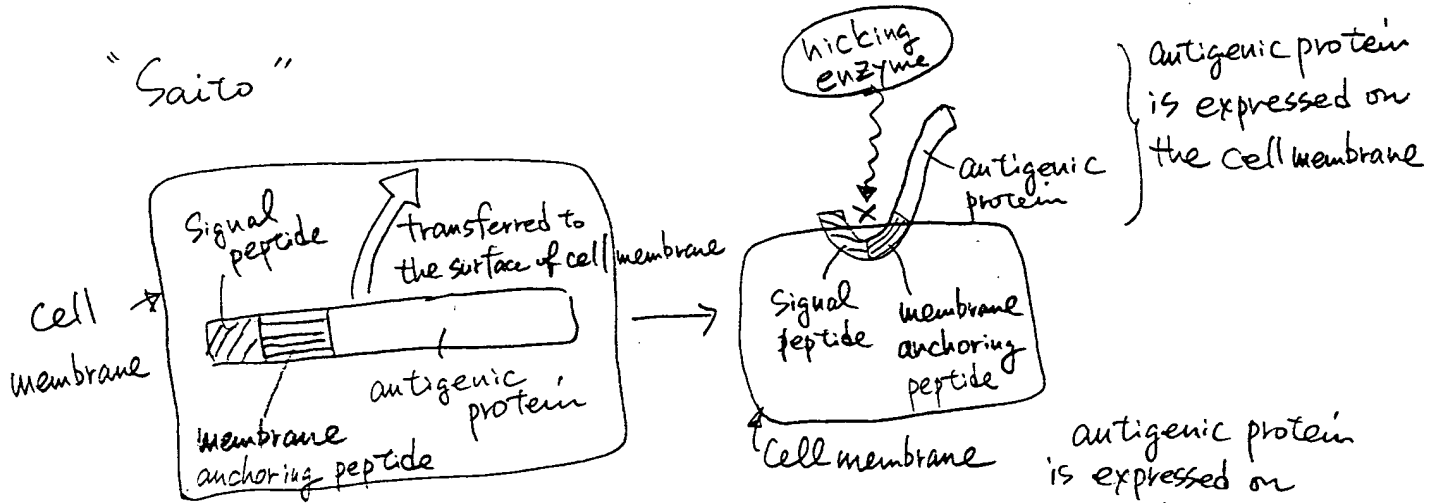 "Saito"
Signal
peptide
transferred to
the surface of cell membrane
cell
membrane
antigenic
protein
membrane
anchoring peptide
nicking
enzyme
antigenic
protein
antigenic protein
is expressed on
the cell membrane
Signal
peptide
membrane
anchoring
peptide
Cell membrane
antigenic protein
is expressed on